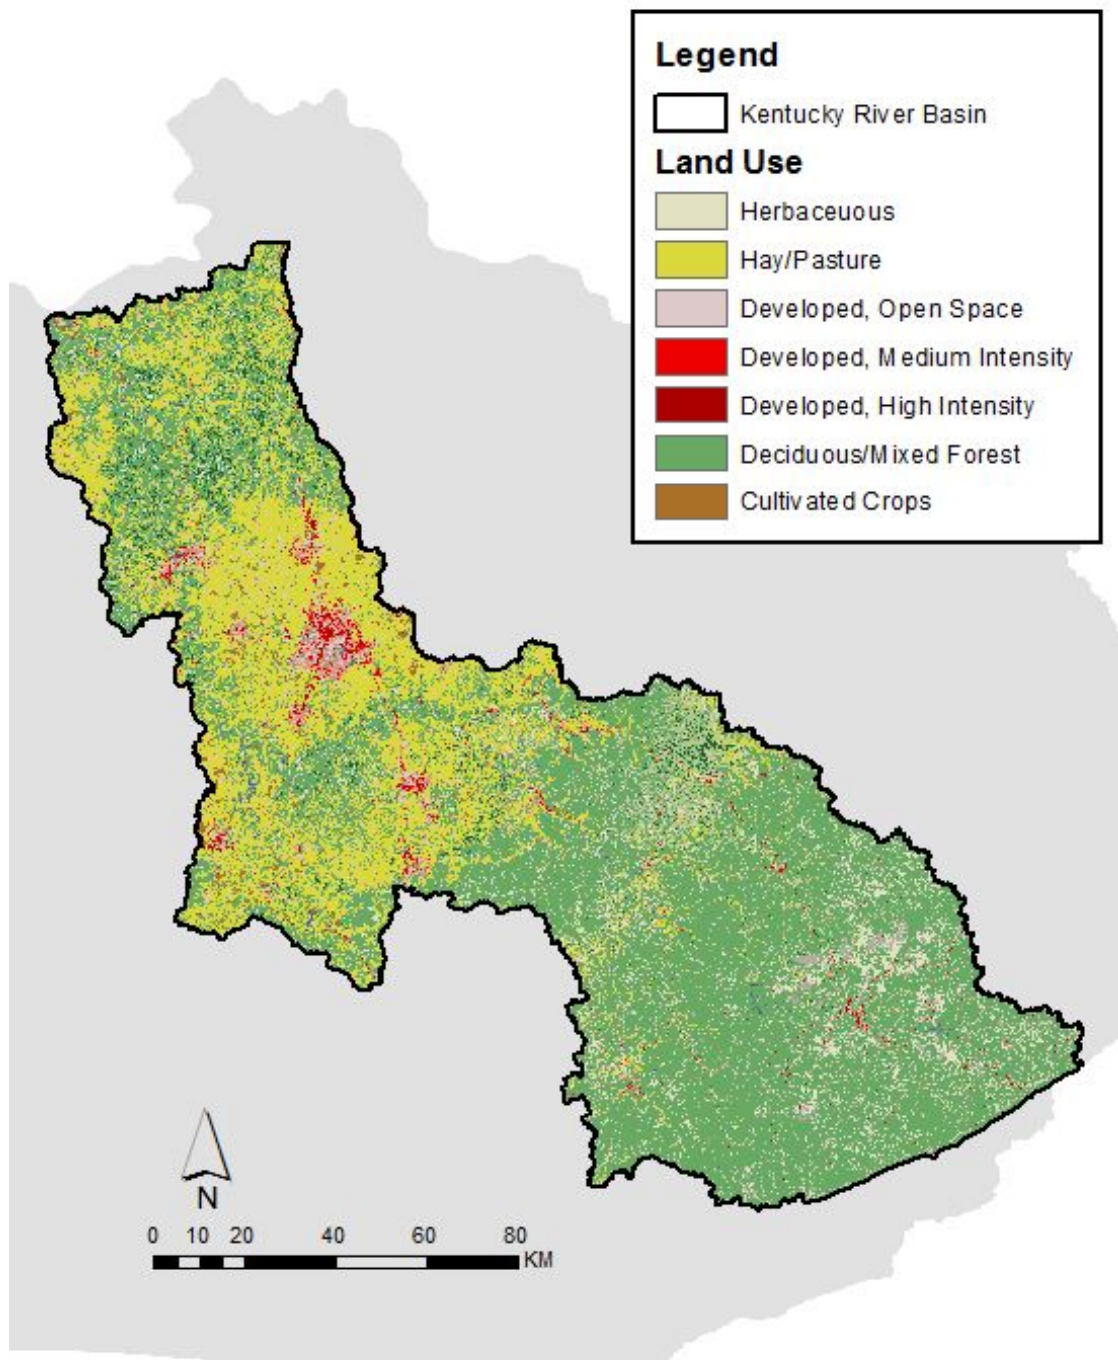 Legend
Kentucky River Basin
Land Use
Herbaceuous
Hay/Pasture
Developed, Open Space
Developed, Medium Intensity
Developed, High Intensity
Deciduous/Mixed Forest
Cultivated Crops
N
0 10 20 40 60 80
KM